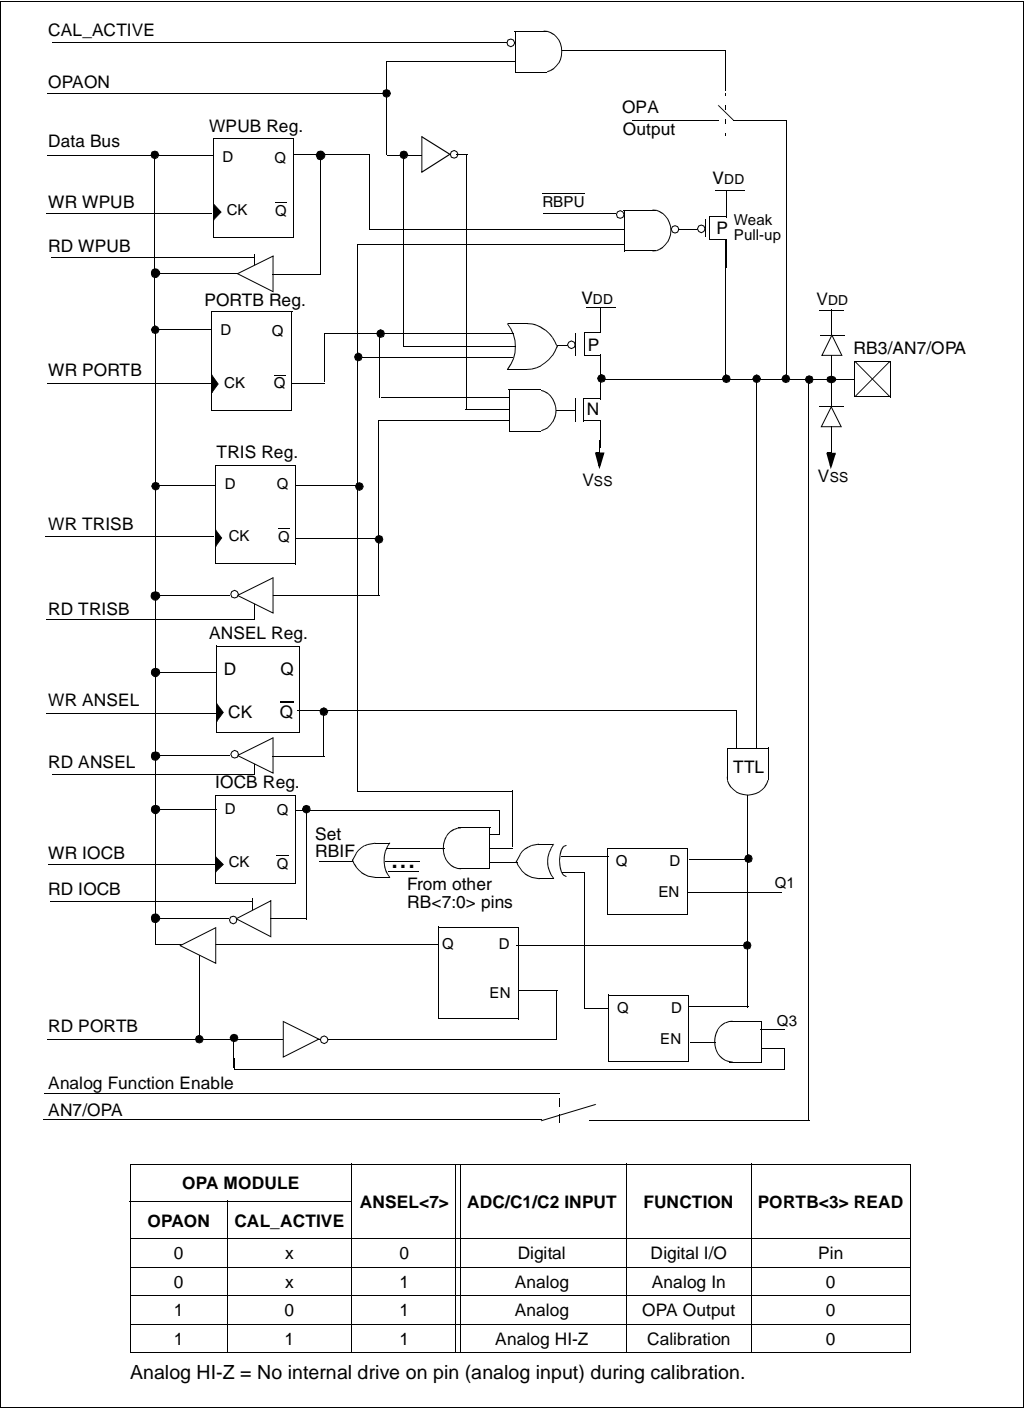 CAL_ACTIVE
OPAON
OPA
Output
WPUB Reg.
Data Bus
D Q
WR WPUB
CK Q
RBPU
VDD
P
Weak
Pull-up
RD WPUB
PORTB Reg.
D Q
VDD
P
VDD
RB3/AN7/OPA
WR PORTB
CK Q
N
TRIS Reg.
VSS
VSS
D Q
WR TRISB
CK Q
RD TRISB
ANSEL Reg.
D Q
WR ANSEL
CK Q
RD ANSEL
TTL
IOCB Reg.
D Q
Set
RBIF
WR IOCB
CK Q
From other
RB<7:0> pins
Q D
EN
Q1
RD IOCB
Q D
EN
Q D
EN
Q3
RD PORTB
Analog Function Enable
AN7/OPA
OPA MODULE ANSEL<7> ADC/C1/C2 INPUT FUNCTION PORTB<3> READ
OPAON CAL_ACTIVE
0 x 0 Digital Digital I/O Pin
0 x 1 Analog Analog In 0
1 0 1 Analog OPA Output 0
1 1 1 Analog HI-Z Calibration 0
Analog HI-Z = No internal drive on pin (analog input) during calibration.